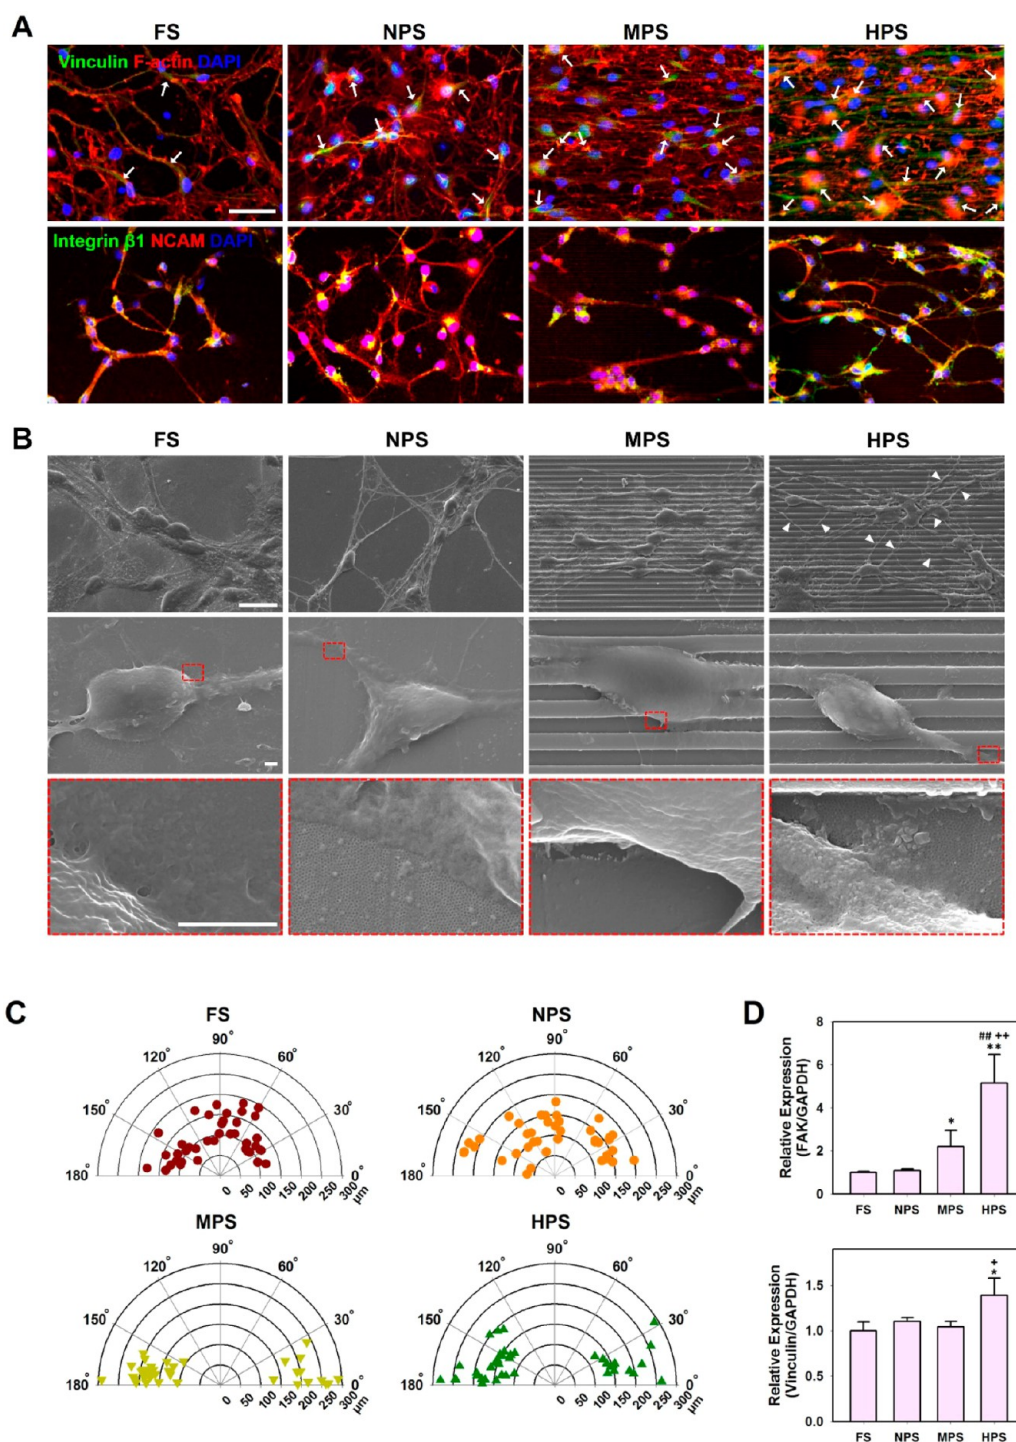 A
FS NPS MPS HPS
Vinculin F-actin DAPI
Integrin β1 NCAM DAPI
B
FS NPS MPS HPS
C
FS
90°
120° 60°
150° 30°
180° 0°
0 50 100 150 200 250 300 µm
NPS
90°
120° 60°
150° 30°
180° 0°
0 50 100 150 200 250 300 µm
MPS
90°
120° 60°
150° 30°
180° 0°
0 50 100 150 200 250 300 µm
HPS
90°
120° 60°
150° 30°
180° 0°
0 50 100 150 200 250 300 µm
D
Relative Expression
(FAK/GAPDH)
8
6
4
2
0
*
## ++
**
FS NPS MPS HPS
Relative Expression
(Vinculin/GAPDH)
1.5
1.0
0.5
0.0
+
*
FS NPS MPS HPS